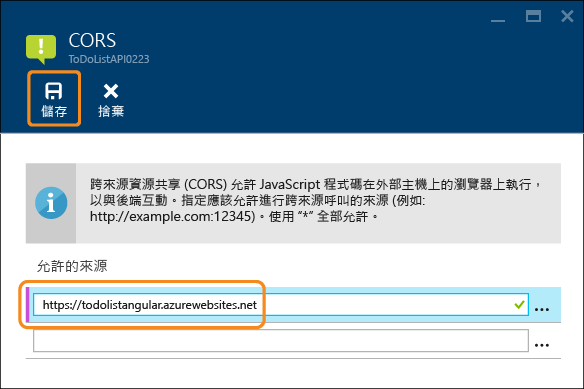 CORS
ToDoListAPI0223
儲存
捨棄
跨來源資源共享 (CORS) 允許 JavaScript 程式碼在外部主機上的瀏覽器上執行，
以與後端互動。指定應該允許進行跨來源呼叫的來源 (例如:
http://example.com:12345)。使用 "*" 全部允許。
允許的來源
https://todolistangular.azurewebsites.net